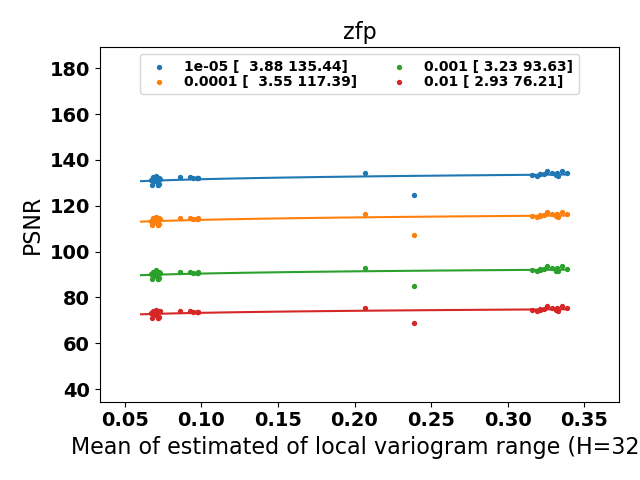 zfp
1e-05 [  3.88 135.44]
0.0001 [  3.55 117.39]
0.001 [ 3.23 93.63]
0.01 [ 2.93 76.21]
PSNR
180
160
140
120
100
80
60
40
0.05 0.10 0.15 0.20 0.25 0.30 0.35
Mean of estimated of local variogram range (H=32